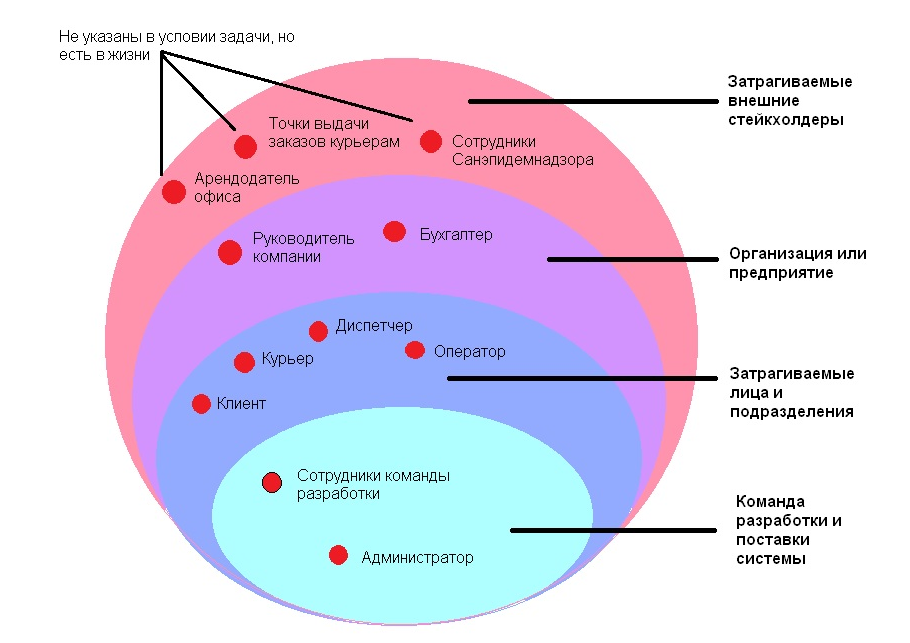 Не указаны в условии задачи, но
есть в жизни
Затрагиваемые
внешние
стейкхолдеры
Точки выдачи
заказов курьерам
Сотрудники
Санэпидемнадзора
Арендодатель
офиса
Руководитель
компании
Бухгалтер
Организация или
предприятие
Диспетчер
Оператор
Курьер
Клиент
Затрагиваемые
лица и
подразделения
Сотрудники команды
разработки
Администратор
Команда
разработки и
поставки
системы